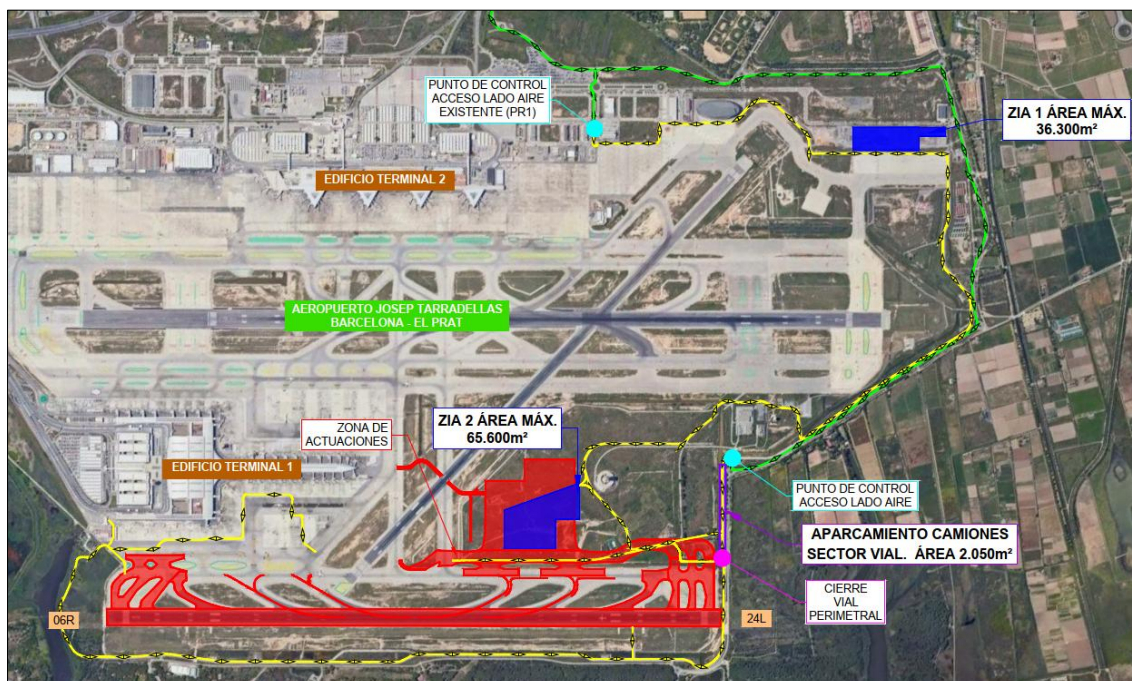 PUNTO DE CONTROL
ACCESO LADO AIRE
EXISTENTE (PR1)
ZIA 1 ÁREA MÁX.
36.300m²
EDIFICIO TERMINAL 2
AEROPUERTO JOSEP TARRADELLAS
BARCELONA - EL PRAT
ZONA DE
ACTUACIONES
ZIA 2 ÁREA MÁX.
65.600m²
EDIFICIO TERMINAL 1
PUNTO DE CONTROL
ACCESO LADO AIRE
APARCAMIENTO CAMIONES
SECTOR VIAL. ÁREA 2.050m²
CIERRE
VIAL
PERIMETRAL
06R
24L